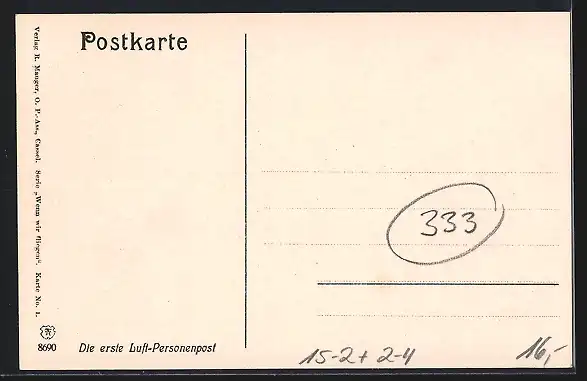 Postkarte
Verlag R. Mauger, O. P.-Ass., Cassel. Serie „Wenn wir fliegen“. Karte No. 1.
333
8690
Die erste Luft-Personenpost
15-2+ 2-4
16,-